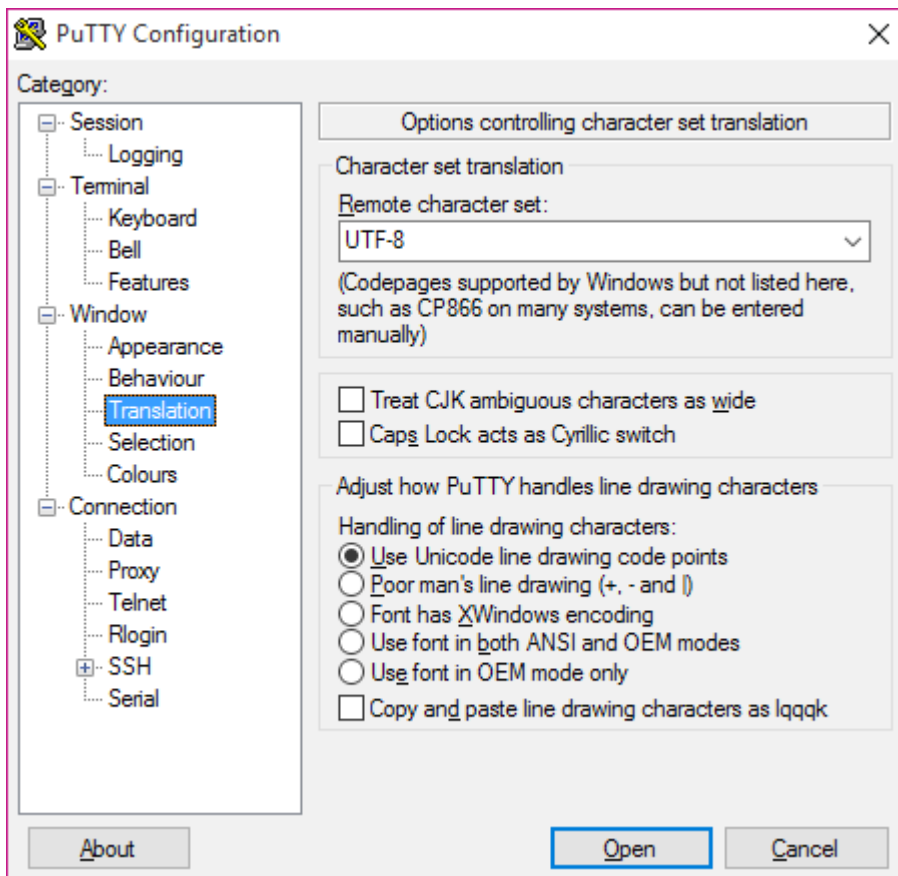 PuTTY Configuration
Category:
Session
Logging
Terminal
Keyboard
Bell
Features
Window
Appearance
Behaviour
Translation
Selection
Colours
Connection
Data
Proxy
Telnet
Rlogin
SSH
Serial
Options controlling character set translation
Character set translation
Remote character set:
UTF-8
(Codepages supported by Windows but not listed here,
such as CP866 on many systems, can be entered
manually)
Treat CJK ambiguous characters as wide
Caps Lock acts as Cyrillic switch
Adjust how PuTTY handles line drawing characters
Handling of line drawing characters:
Use Unicode line drawing code points
Poor man's line drawing (+, - and |)
Font has XWindows encoding
Use font in both ANSI and OEM modes
Use font in OEM mode only
Copy and paste line drawing characters as lqqqk
About
Open
Cancel